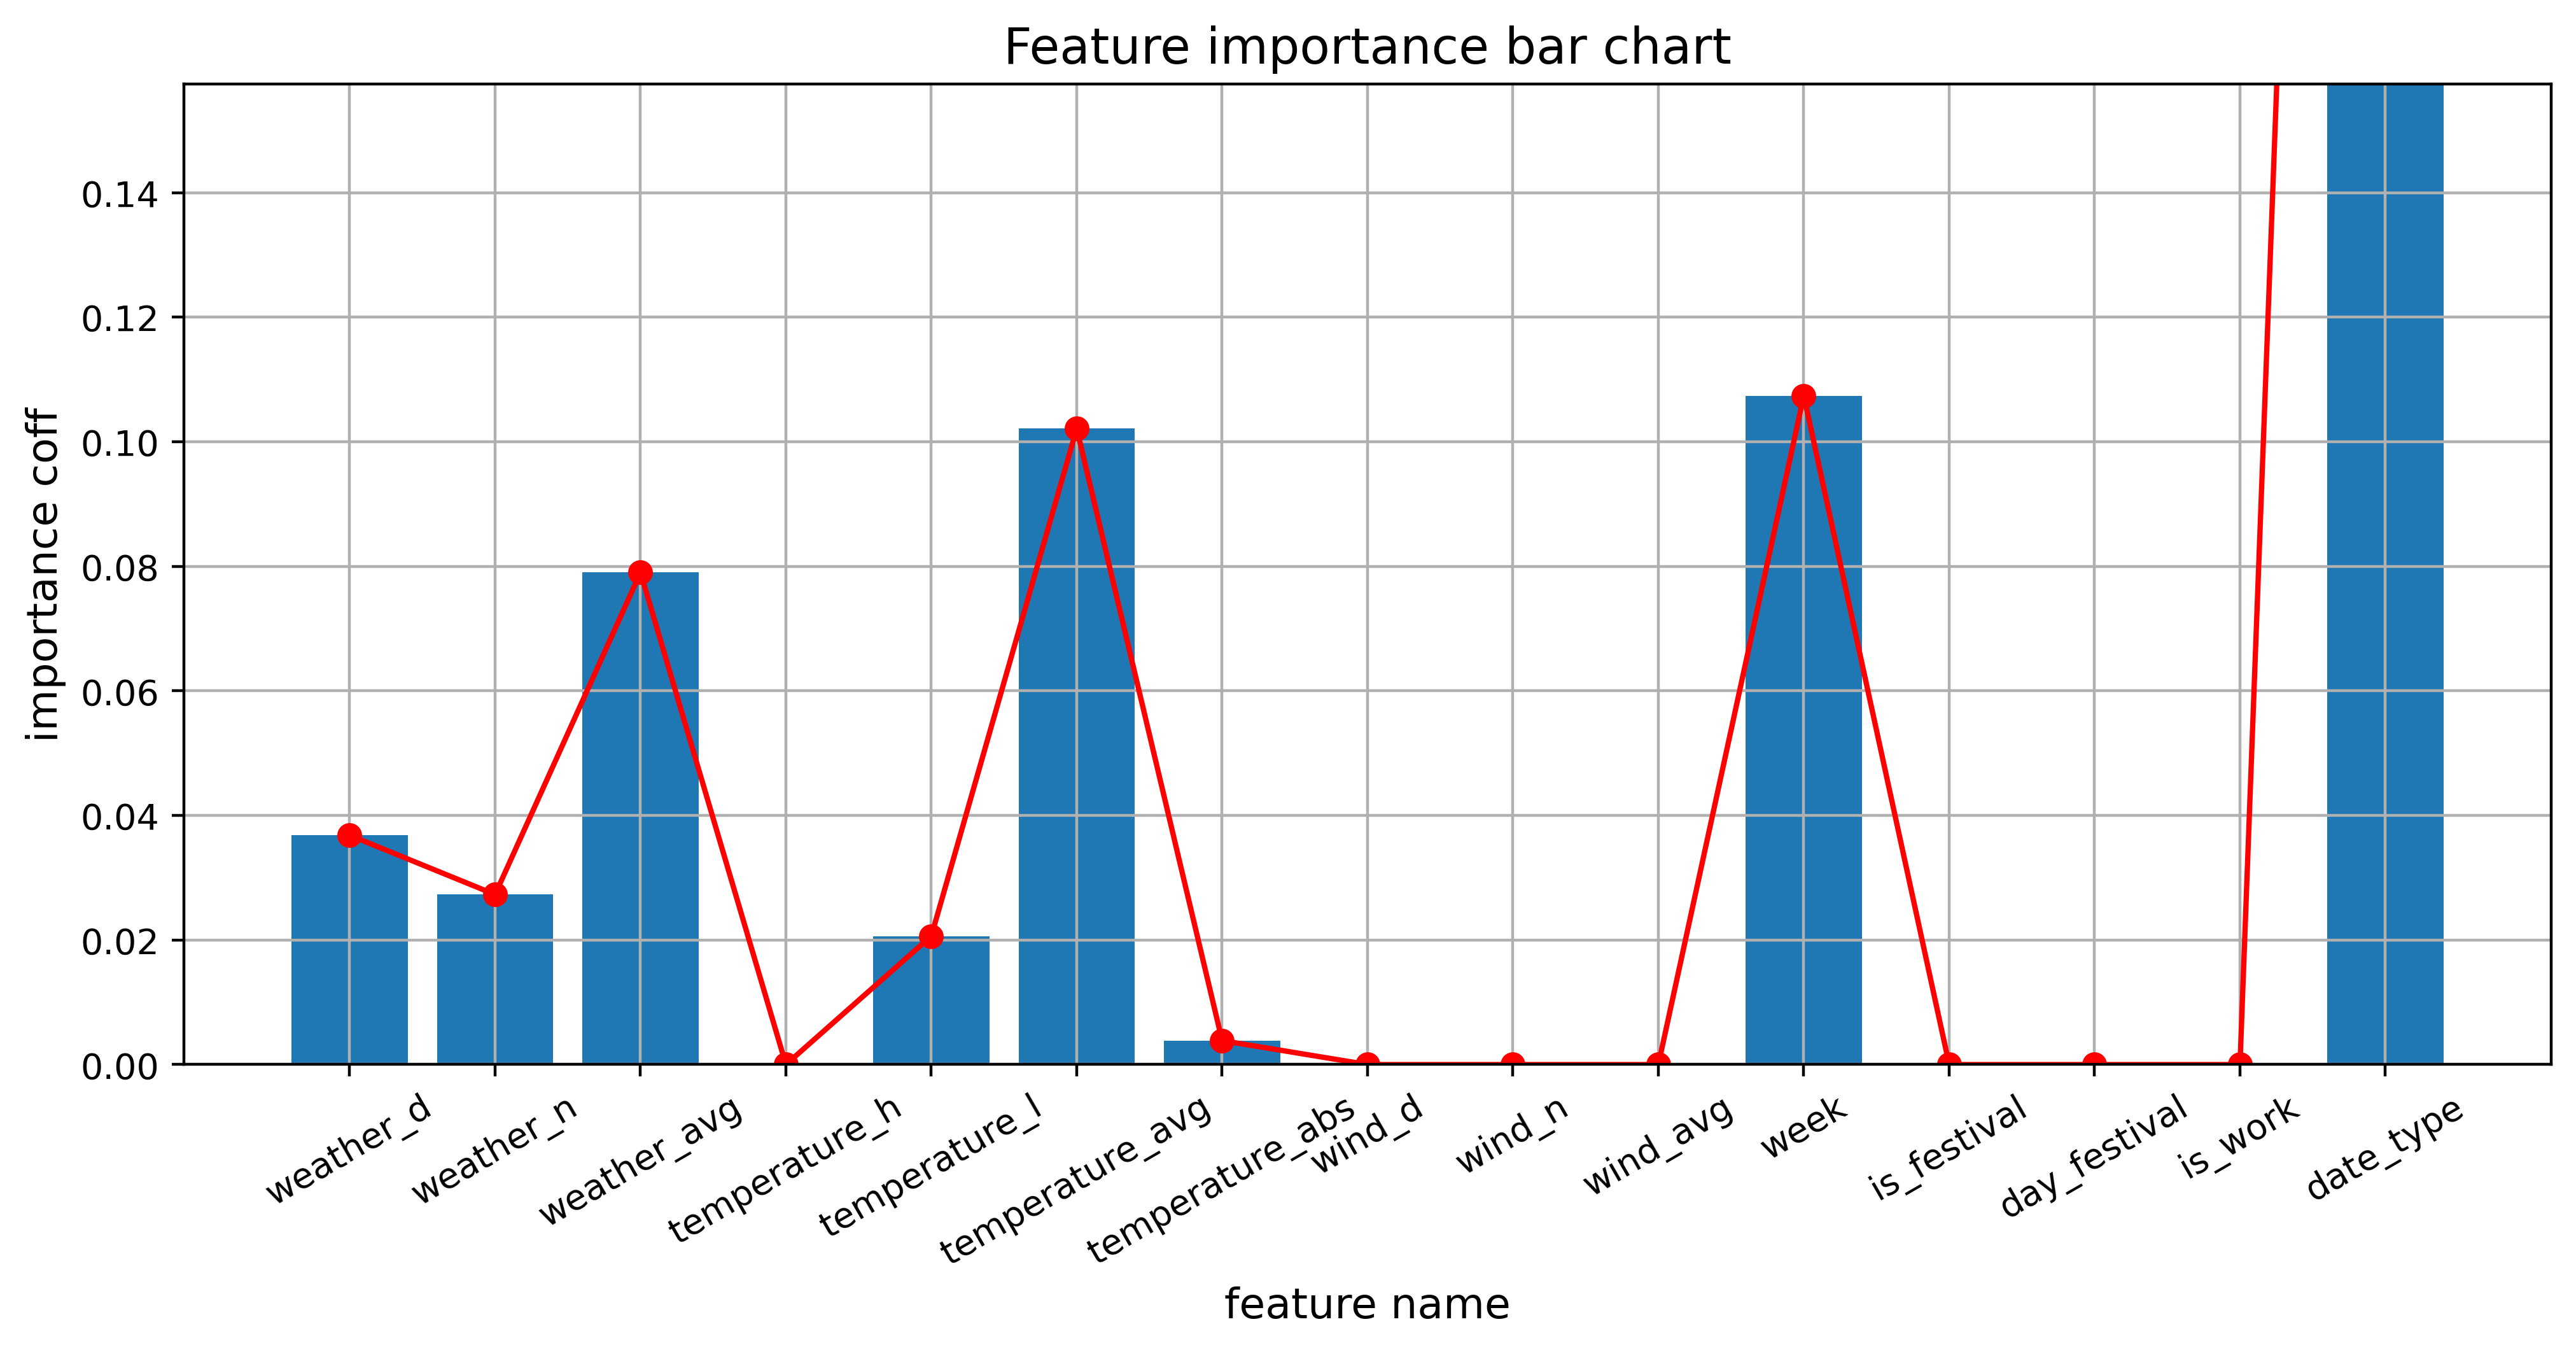 Feature importance bar chart
importance coff
0.14
0.12
0.10
0.08
0.06
0.04
0.02
0.00
weather_d
weather_n
weather_avg
temperature_h
temperature_l
temperature_avg
temperature_abs
wind_d
wind_n
wind_avg
week
is_festival
day_festival
is_work
date_type
feature name